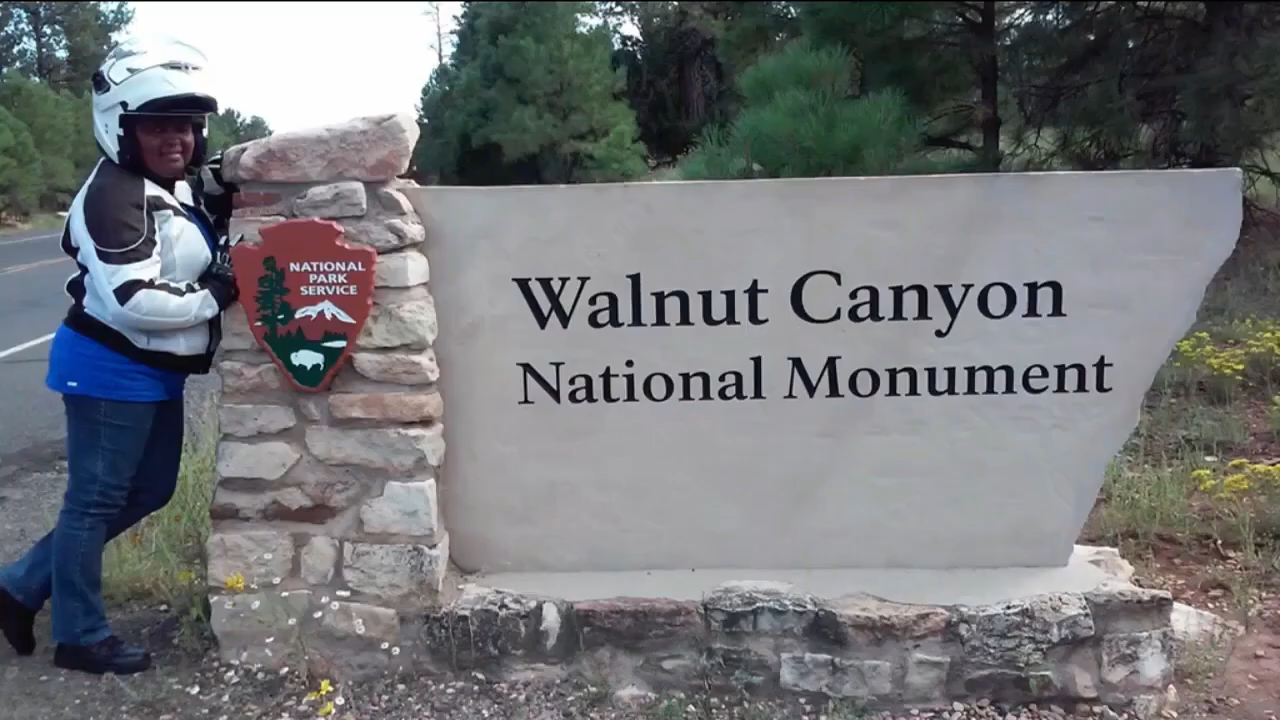 NATIONAL
PARK
SERVICE
Walnut Canyon
National Monument